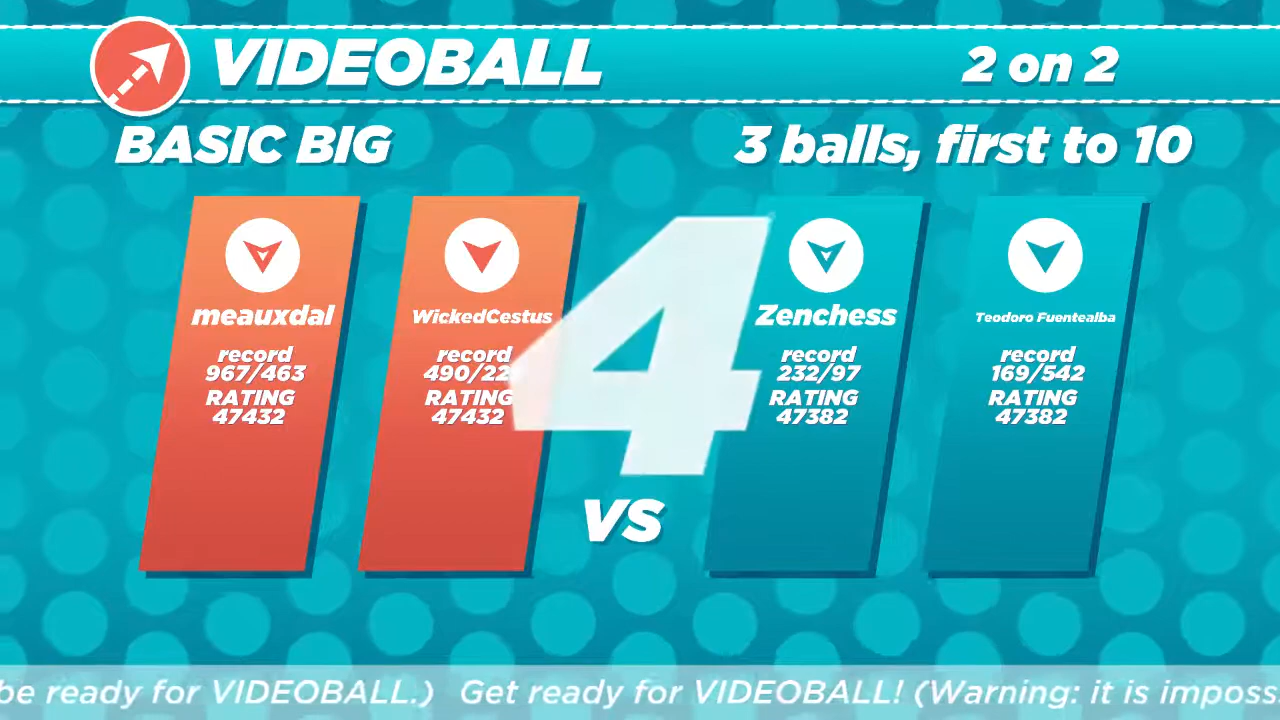 VIDEOBALL
2 on 2
BASIC BIG
3 balls, first to 10
4
meauxdal
record
967/463
RATING
47432
WickedCestus
record
490/22
RATING
47432
VS
Zenchess
record
232/97
RATING
47382
Teodoro Fuentealba
record
169/542
RATING
47382
be ready for VIDEOBALL.) Get ready for VIDEOBALL! (Warning: it is imposs